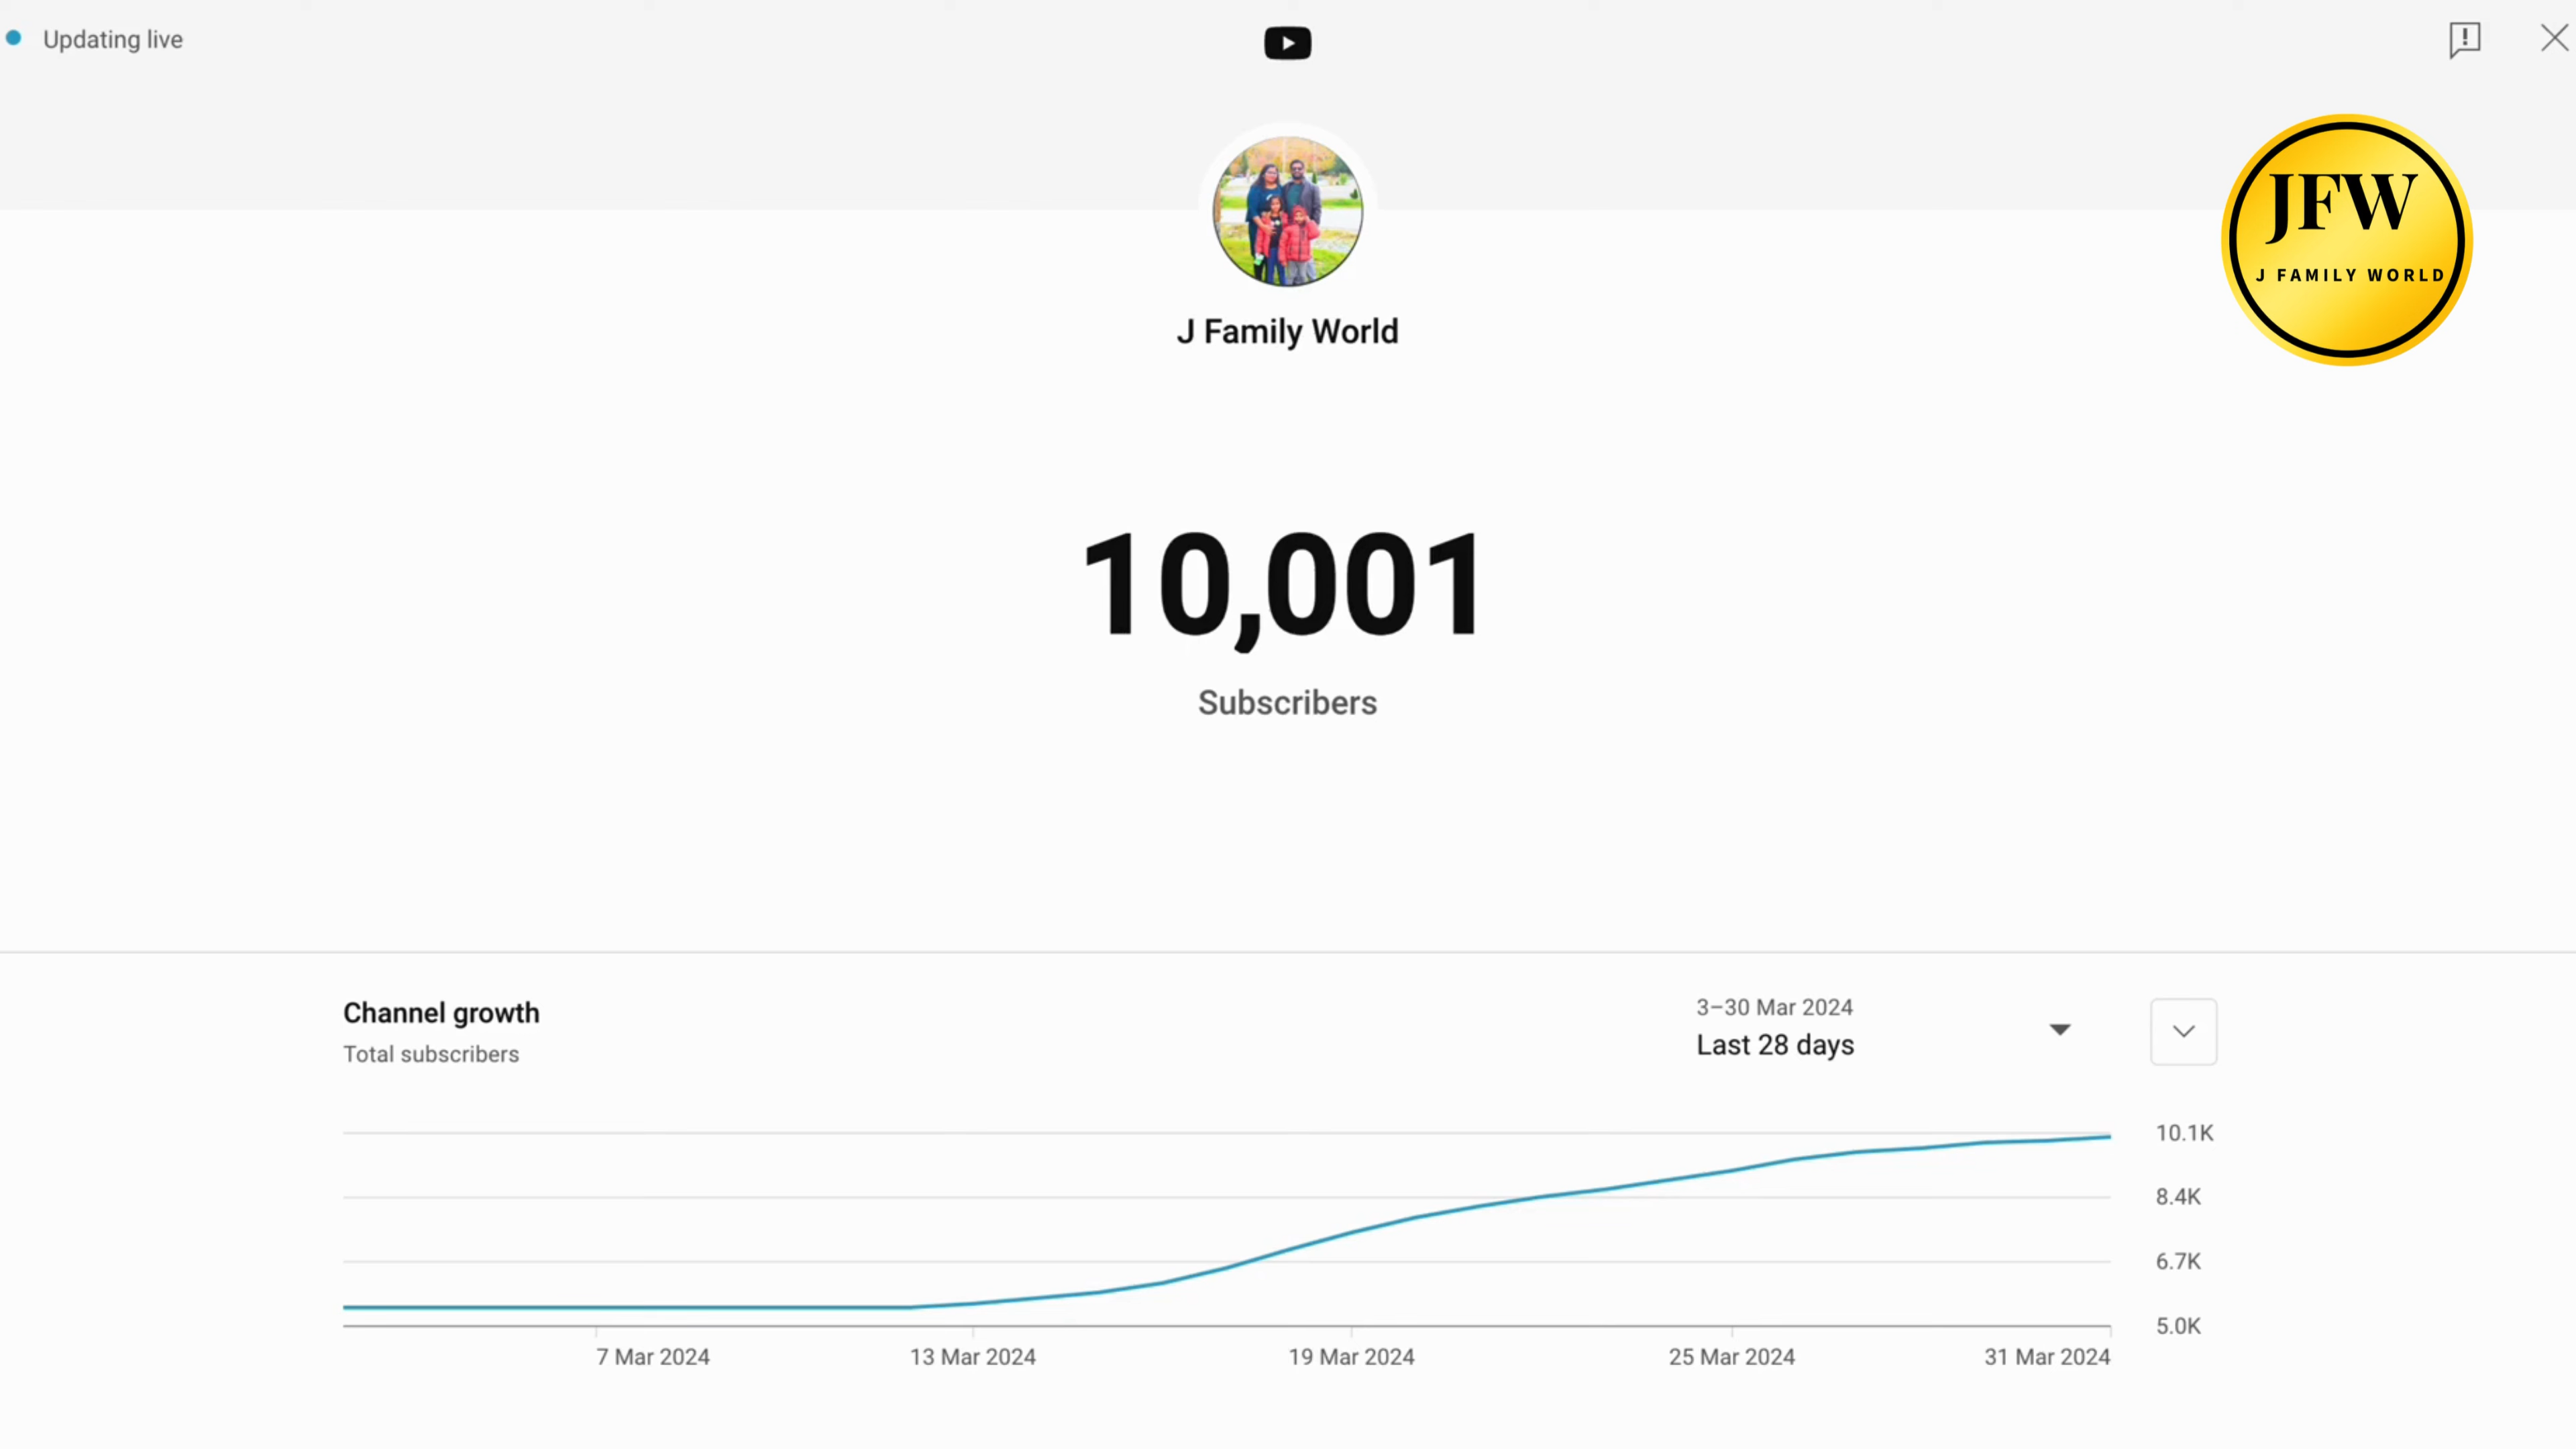 Updating live
JFW
J FAMILY WORLD
J Family World
10,001
Subscribers
Channel growth
Total subscribers
3–30 Mar 2024
Last 28 days
10.1K
8.4K
6.7K
5.0K
7 Mar 2024
13 Mar 2024
19 Mar 2024
25 Mar 2024
31 Mar 2024